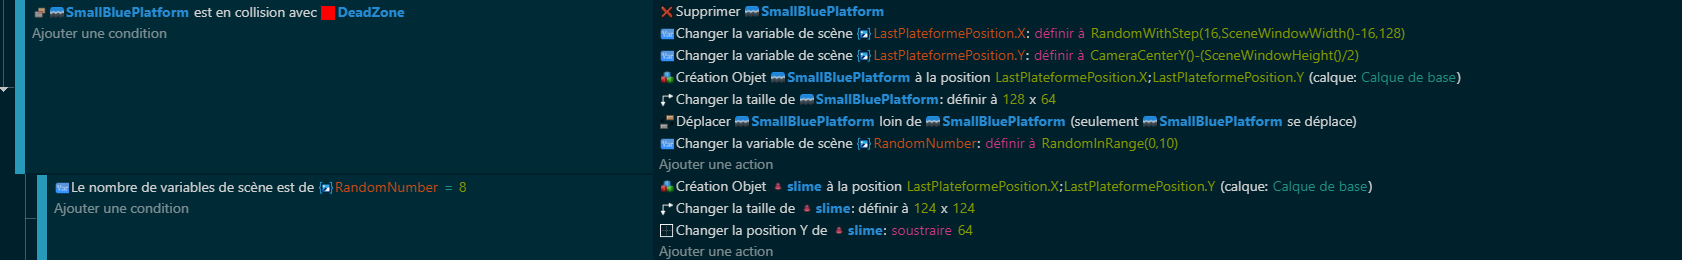 SmallBluePlatform est en collision avec DeadZone
Ajouter une condition
Supprimer SmallBluePlatform
Changer la variable de scène LastPlateformePosition.X: définir à RandomWithStep(16,SceneWindowWidth()-16,128)
Changer la variable de scène LastPlateformePosition.Y: définir à CameraCenterY()-(SceneWindowHeight()/2)
Création Objet SmallBluePlatform à la position LastPlateformePosition.X;LastPlateformePosition.Y (calque: Calque de base)
Changer la taille de SmallBluePlatform: définir à 128 x 64
Déplacer SmallBluePlatform loin de SmallBluePlatform (seulement SmallBluePlatform se déplace)
Changer la variable de scène RandomNumber: définir à RandomInRange(0,10)
Ajouter une action
Le nombre de variables de scène est de RandomNumber = 8
Ajouter une condition
Création Objet slime à la position LastPlateformePosition.X;LastPlateformePosition.Y (calque: Calque de base)
Changer la taille de slime: définir à 124 x 124
Changer la position Y de slime: soustraire 64
Ajouter une action